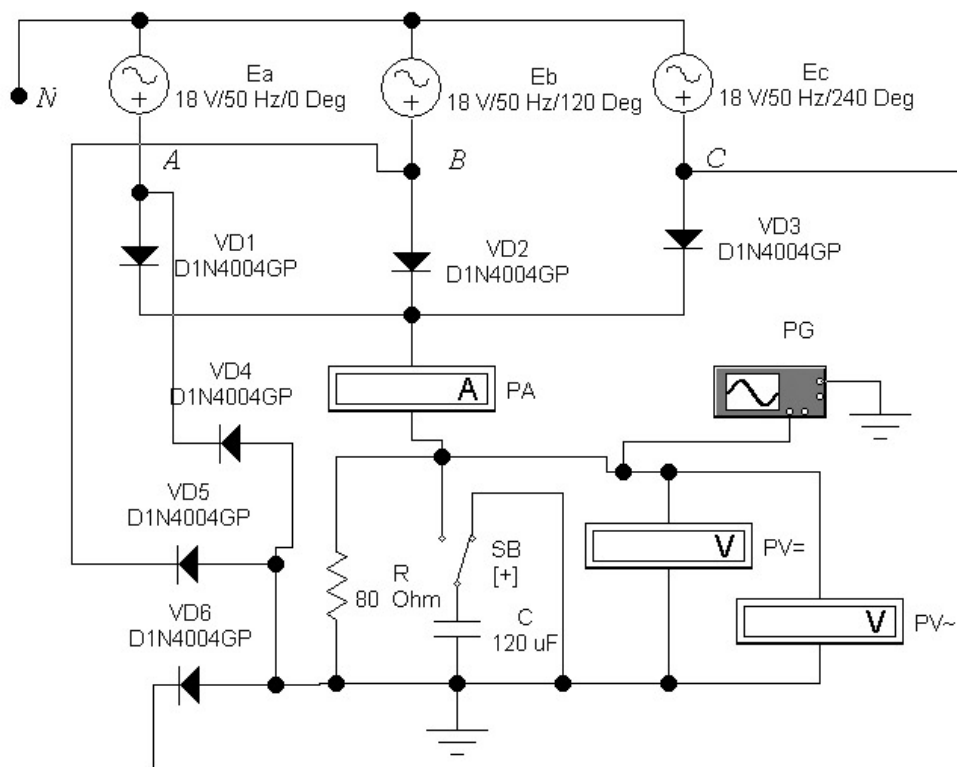 N
Ea
18 V/50 Hz/0 Deg
Eb
18 V/50 Hz/120 Deg
Ec
18 V/50 Hz/240 Deg
A
B
C
VD1
D1N4004GP
VD2
D1N4004GP
VD3
D1N4004GP
PG
A
PA
VD4
D1N4004GP
VD5
D1N4004GP
VD6
D1N4004GP
R
80 Ohm
SB
[+]
C
120 uF
V
PV=
V
PV~